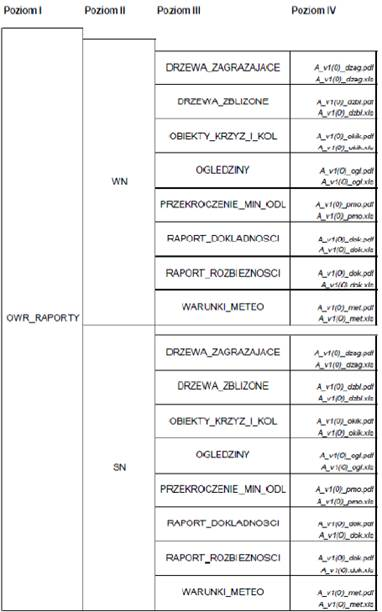 Poziom I Poziom II Poziom III Poziom IV
OWR_RAPORTY
WN
DRZEWA_ZAGRAZAJACE
A_v1(0)_dzag.pdf
A_v1(0)_dzag.xls
DRZEWA_ZBLIZONE
A_v1(0)_dzbl.pdf
A_v1(0)_dzbl.xls
OBIEKTY_KRZYZ_I_KOL
A_v1(0)_okik.pdf
A_v1(0)_okik.xls
OGLEDZINY
A_v1(0)_ogl.pdf
A_v1(0)_ogl.xls
PRZEKROCZENIE_MIN_ODL
A_v1(0)_pmo.pdf
A_v1(0)_pmo.xls
RAPORT_DOKLADNOSCI
A_v1(0)_dok.pdf
A_v1(0)_dok.xls
RAPORT_ROZBIEZNOSCI
A_v1(0)_dok.pdf
A_v1(0)_dok.xls
WARUNKI_METEO
A_v1(0)_met.pdf
A_v1(0)_met.xls
SN
DRZEWA_ZAGRAZAJACE
A_v1(0)_dzag.pdf
A_v1(0)_dzag.xls
DRZEWA_ZBLIZONE
A_v1(0)_dzbl.pdf
A_v1(0)_dzbl.xls
OBIEKTY_KRZYZ_I_KOL
A_v1(0)_okik.pdf
A_v1(0)_okik.xls
OGLEDZINY
A_v1(0)_ogl.pdf
A_v1(0)_ogl.xls
PRZEKROCZENIE_MIN_ODL
A_v1(0)_pmo.pdf
A_v1(0)_pmo.xls
RAPORT_DOKLADNOSCI
A_v1(0)_dok.pdf
A_v1(0)_dok.xls
RAPORT_ROZBIEZNOSCI
A_v1(0)_dok.pdf
A_v1(0)_dok.xls
WARUNKI_METEO
A_v1(0)_met.pdf
A_v1(0)_met.xls